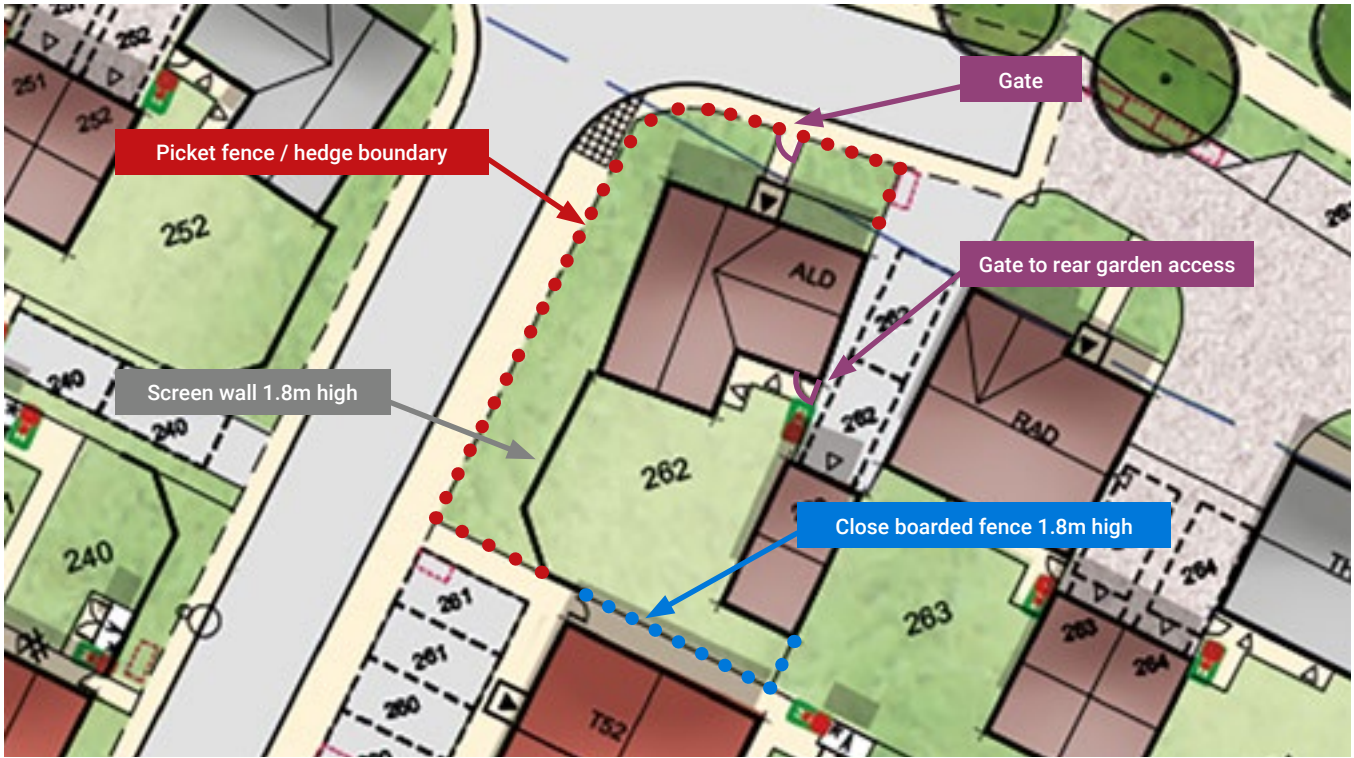 252
251
252
Gate
Picket fence / hedge boundary
252
ALD
Gate to rear garden access
262
240
Screen wall 1.8m high
240
262
RAD
262
Close boarded fence 1.8m high
240
261
263
264
261
263
264
260
T52